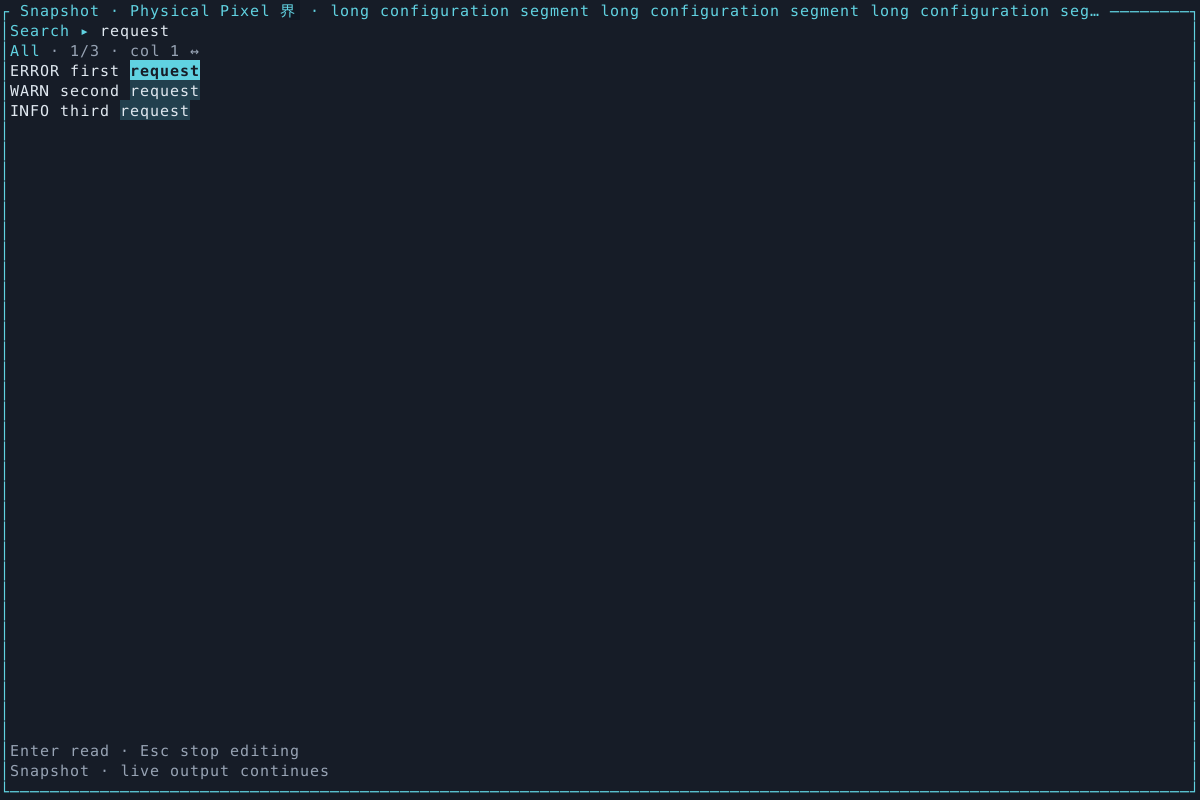 Snapshot · Physical Pixel 界 · long configuration segment long configuration segment long configuration seg…
Search ▸ request
All · 1/3 · col 1 ↔
ERROR first request
WARN second request
INFO third request
Enter read · Esc stop editing
Snapshot · live output continues